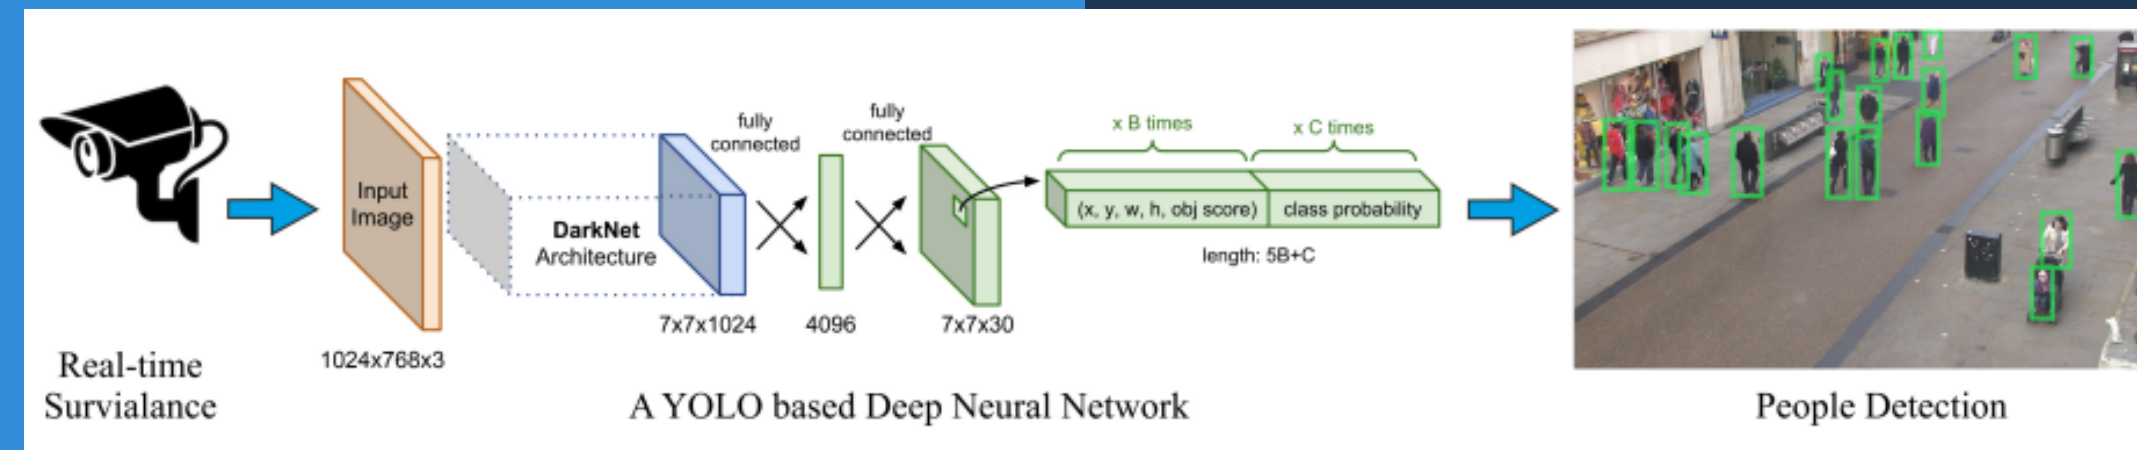 Real-time
Survialance
Input
Image
1024x768x3
DarkNet
Architecture
7x7x1024
fully
connected
4096
fully
connected
7x7x30
x B times
x C times
(x, y, w, h, obj score)
class probability
length: 5B+C
A YOLO based Deep Neural Network
People Detection